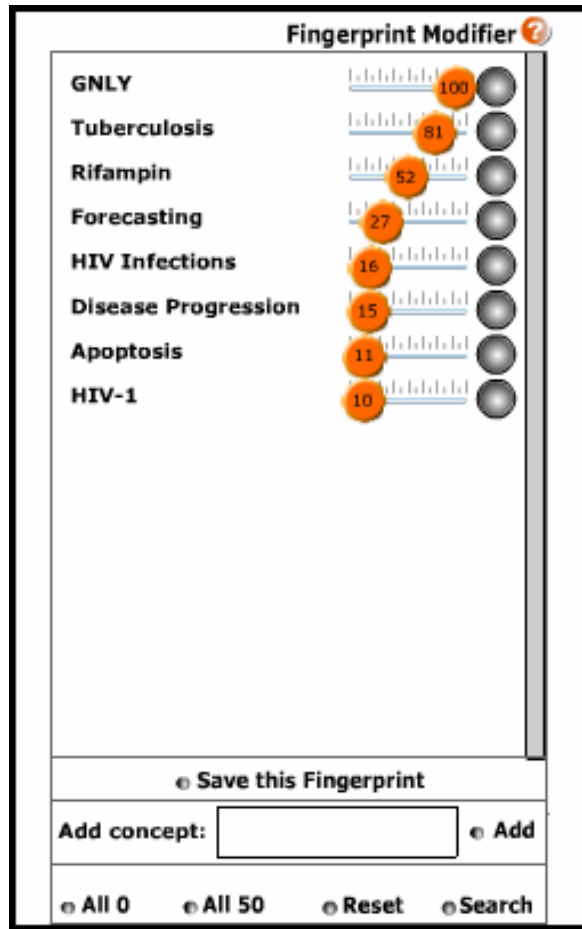 Fingerprint Modifier ?
GNLY 100
Tuberculosis 81
Rifampin 52
Forecasting 27
HIV Infections 16
Disease Progression 15
Apoptosis 11
HIV-1 10
Save this Fingerprint
Add concept: Add
All 0 All 50 Reset Search